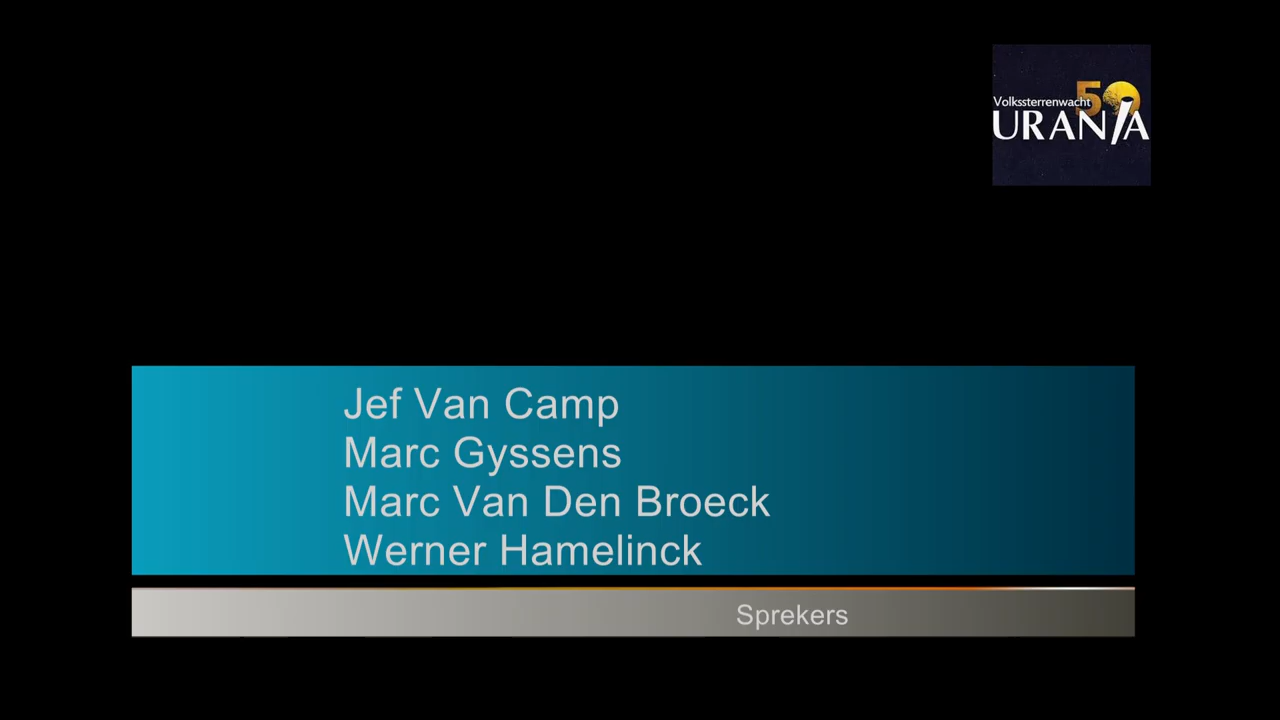 50
Volkssterrenwacht
URANIA
Jef Van Camp
Marc Gyssens
Marc Van Den Broeck
Werner Hamelinck
Sprekers